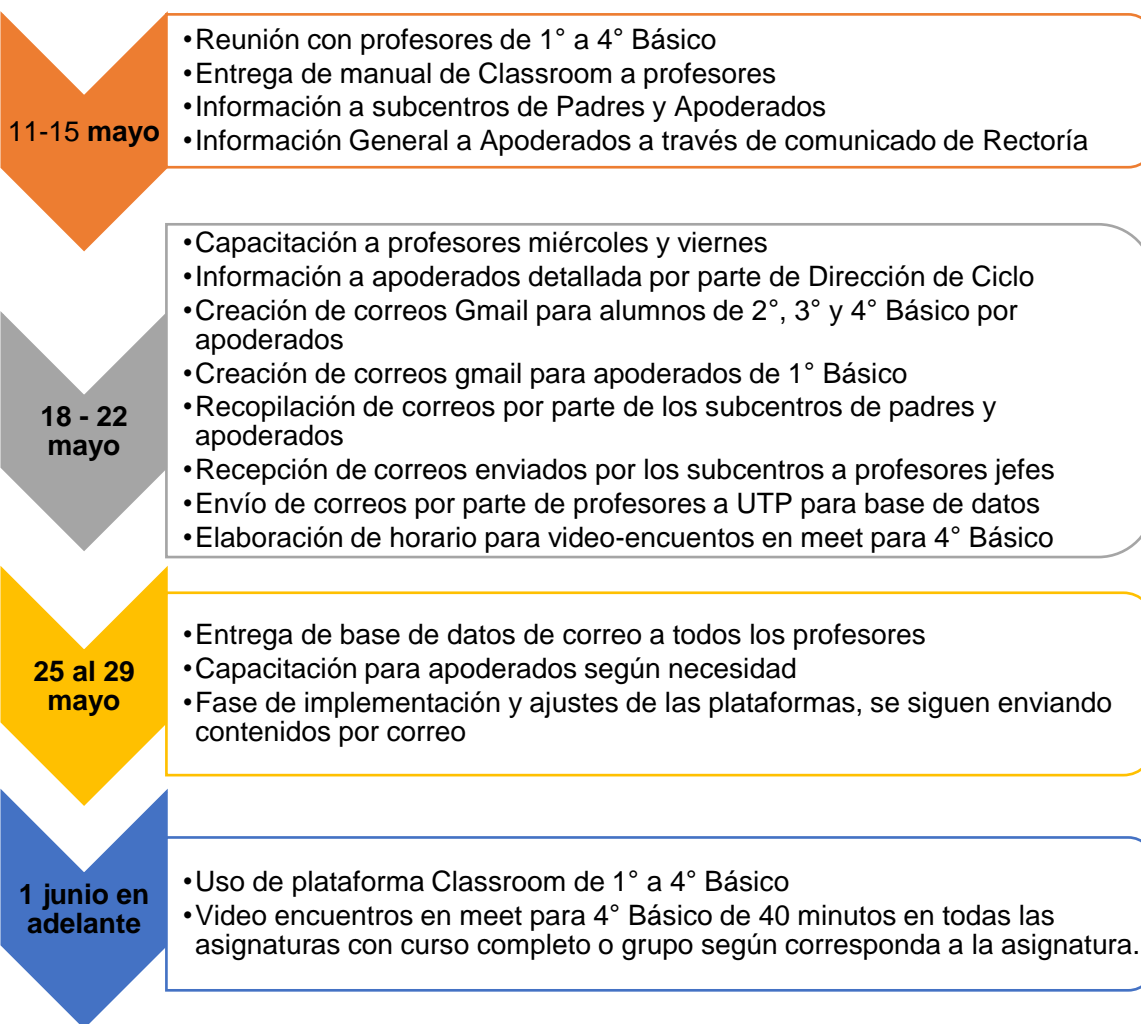 11-15 mayo
•Reunión con profesores de 1° a 4° Básico
•Entrega de manual de Classroom a profesores
•Información a subcentros de Padres y Apoderados
•Información General a Apoderados a través de comunicado de Rectoría
18 - 22
mayo
•Capacitación a profesores miércoles y viernes
•Información a apoderados detallada por parte de Dirección de Ciclo
•Creación de correos Gmail para alumnos de 2°, 3° y 4° Básico por
apoderados
•Creación de correos gmail para apoderados de 1° Básico
•Recopilación de correos por parte de los subcentros de padres y
apoderados
•Recepción de correos enviados por los subcentros a profesores jefes
•Envío de correos por parte de profesores a UTP para base de datos
•Elaboración de horario para video-encuentos en meet para 4° Básico
25 al 29
mayo
•Entrega de base de datos de correo a todos los profesores
•Capacitación para apoderados según necesidad
•Fase de implementación y ajustes de las plataformas, se siguen enviando
contenidos por correo
1 junio en
adelante
•Uso de plataforma Classroom de 1° a 4° Básico
•Video encuentros en meet para 4° Básico de 40 minutos en todas las
asignaturas con curso completo o grupo según corresponda a la asignatura.